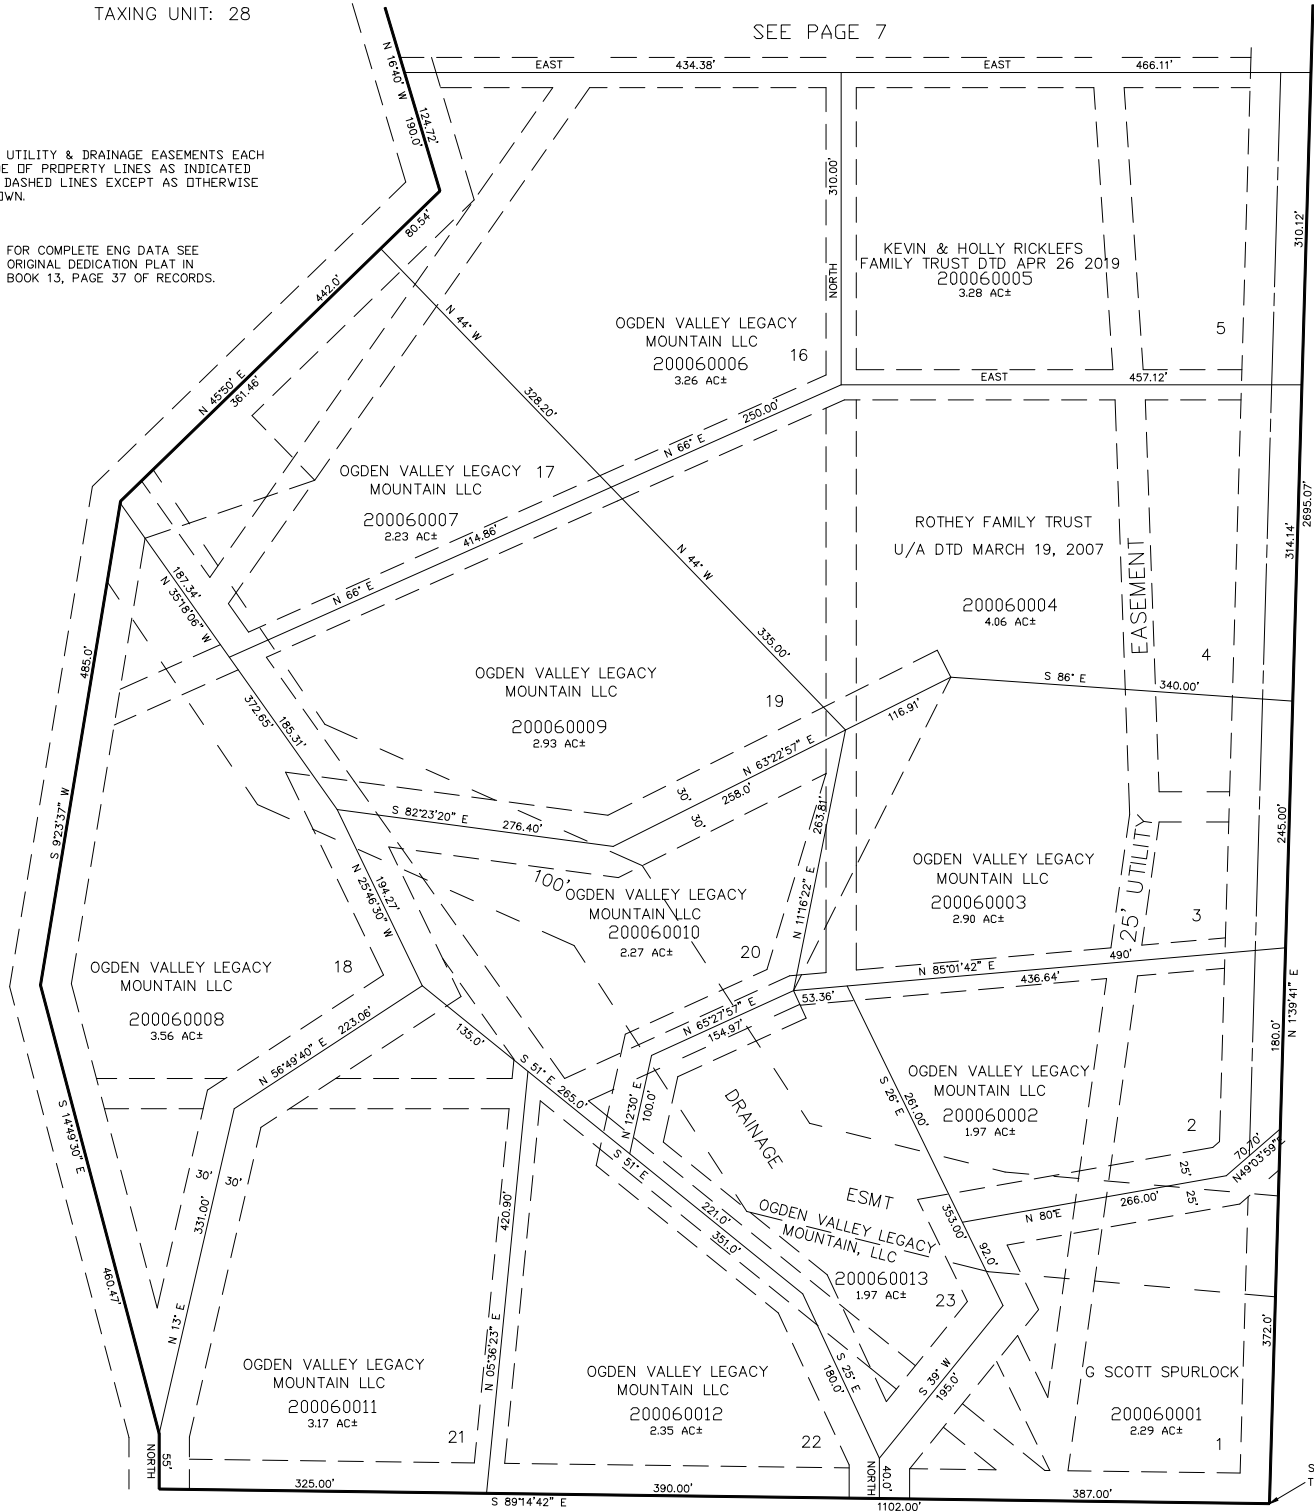 TAXING UNIT: 28
SEE PAGE 7
EAST 434.38' EAST 466.11'
N 16°40' W
190.0'
124.72'
UTILITY & DRAINAGE EASEMENTS EACH
E OF PROPERTY LINES AS INDICATED
DASHED LINES EXCEPT AS OTHERWISE
OWN.
FOR COMPLETE ENG DATA SEE
ORIGINAL DEDICATION PLAT IN
BOOK 13, PAGE 37 OF RECORDS.
80.54'
442.0'
N 45°50' E
361.46'
310.00'
NORTH
310.12'
KEVIN & HOLLY RICKLEFS
FAMILY TRUST DTD APR 26 2019
200060005
3.28 AC±
5
N 44° W
328.20'
OGDEN VALLEY LEGACY
MOUNTAIN LLC
200060006
3.26 AC±
16
EAST 457.12'
N 66° E 250.00'
OGDEN VALLEY LEGACY
MOUNTAIN LLC
17
200060007
2.23 AC±
N 66° E 414.86'
2695.07'
314.14'
ROTHEY FAMILY TRUST
U/A DTD MARCH 19, 2007
200060004
4.06 AC±
4
EASEMENT
25' UTILITY
N 44° W
335.00'
187.34'
N 35°18'06" W
485.0'
S 9°23'37" W
372.65'
185.31'
OGDEN VALLEY LEGACY
MOUNTAIN LLC
200060009
2.93 AC±
19
S 86° E 340.00'
116.91'
N 63°22'57" E
258.0'
30'
30'
S 82°23'20" E 276.40'
263.81'
N 11°16'22" E
245.00'
OGDEN VALLEY LEGACY
MOUNTAIN LLC
200060003
2.90 AC±
3
194.27'
N 25°46'30" W
100'
OGDEN VALLEY LEGACY
MOUNTAIN LLC
200060010
2.27 AC±
20
OGDEN VALLEY LEGACY
MOUNTAIN LLC
18
200060008
3.56 AC±
N 85°01'42" E 490'
53.36' 436.64'
N 1°39'41" E
180.0'
N 56°49'40" E 223.06'
135.0'
S 51° E 265.0'
N 65°27'57" E
154.97'
N 12°30' E
100.0'
S 26° E
261.00'
OGDEN VALLEY LEGACY
MOUNTAIN LLC
200060002
1.97 AC±
2
DRAINAGE
ESMT
S 14°49'30" E
460.47'
30'
30'
331.00'
N 13° E
S 51° E
221.0'
351.0'
70.70'
N49°03'59"E
25'
25'
N 80°E 266.00'
353.00'
92.0'
OGDEN VALLEY LEGACY
MOUNTAIN, LLC
200060013
1.97 AC±
23
420.90'
N 05°36'23" E
372.0'
OGDEN VALLEY LEGACY
MOUNTAIN LLC
200060011
3.17 AC±
21
OGDEN VALLEY LEGACY
MOUNTAIN LLC
200060012
2.35 AC±
22
S 25° E
180.0'
S 39° W
195.0'
G SCOTT SPURLOCK
200060001
2.29 AC±
1
NORTH
55'
325.00'
S 89°14'42" E
390.00'
NORTH
40.0'
1102.00'
387.00'
S
T